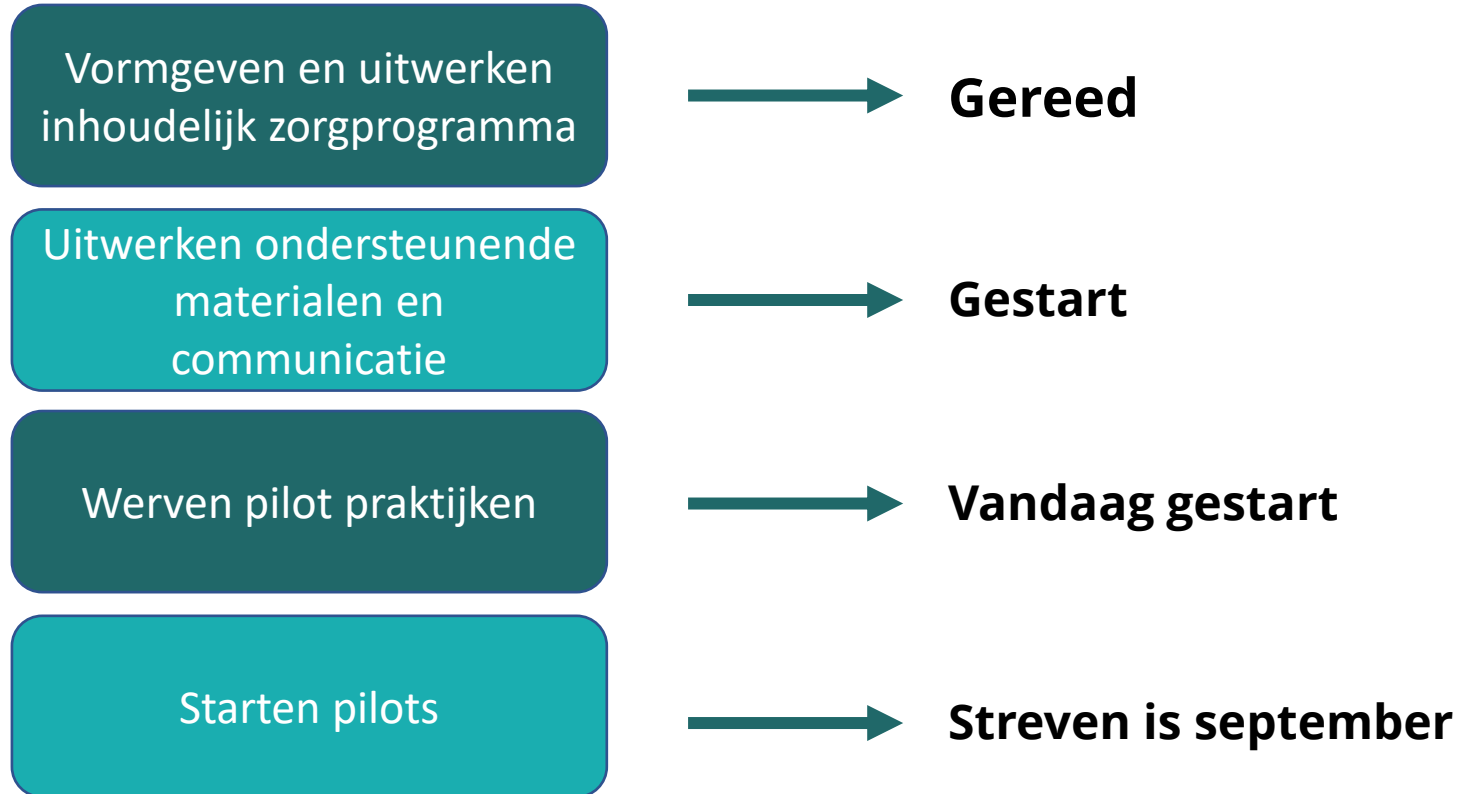 Vormgeven en uitwerken
inhoudelijk zorgprogramma
Gereed
Uitwerken ondersteunende
materialen en
communicatie
Gestart
Werven pilot praktijken
Vandaag gestart
Starten pilots
Streven is september